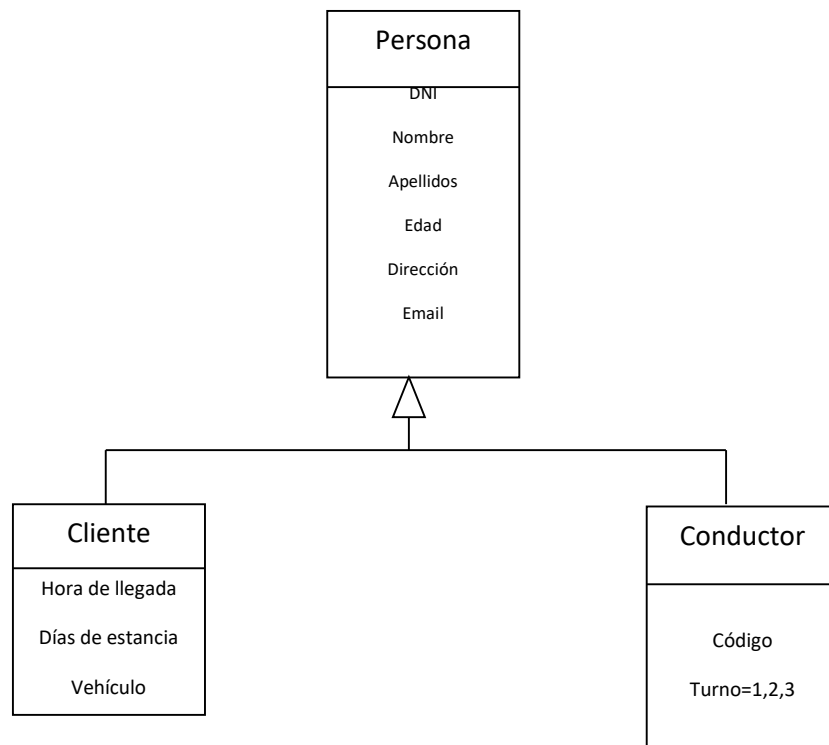 Persona
DNI
Nombre
Apellidos
Edad
Dirección
Email
Cliente
Hora de llegada
Días de estancia
Vehículo
Conductor
Código
Turno=1,2,3